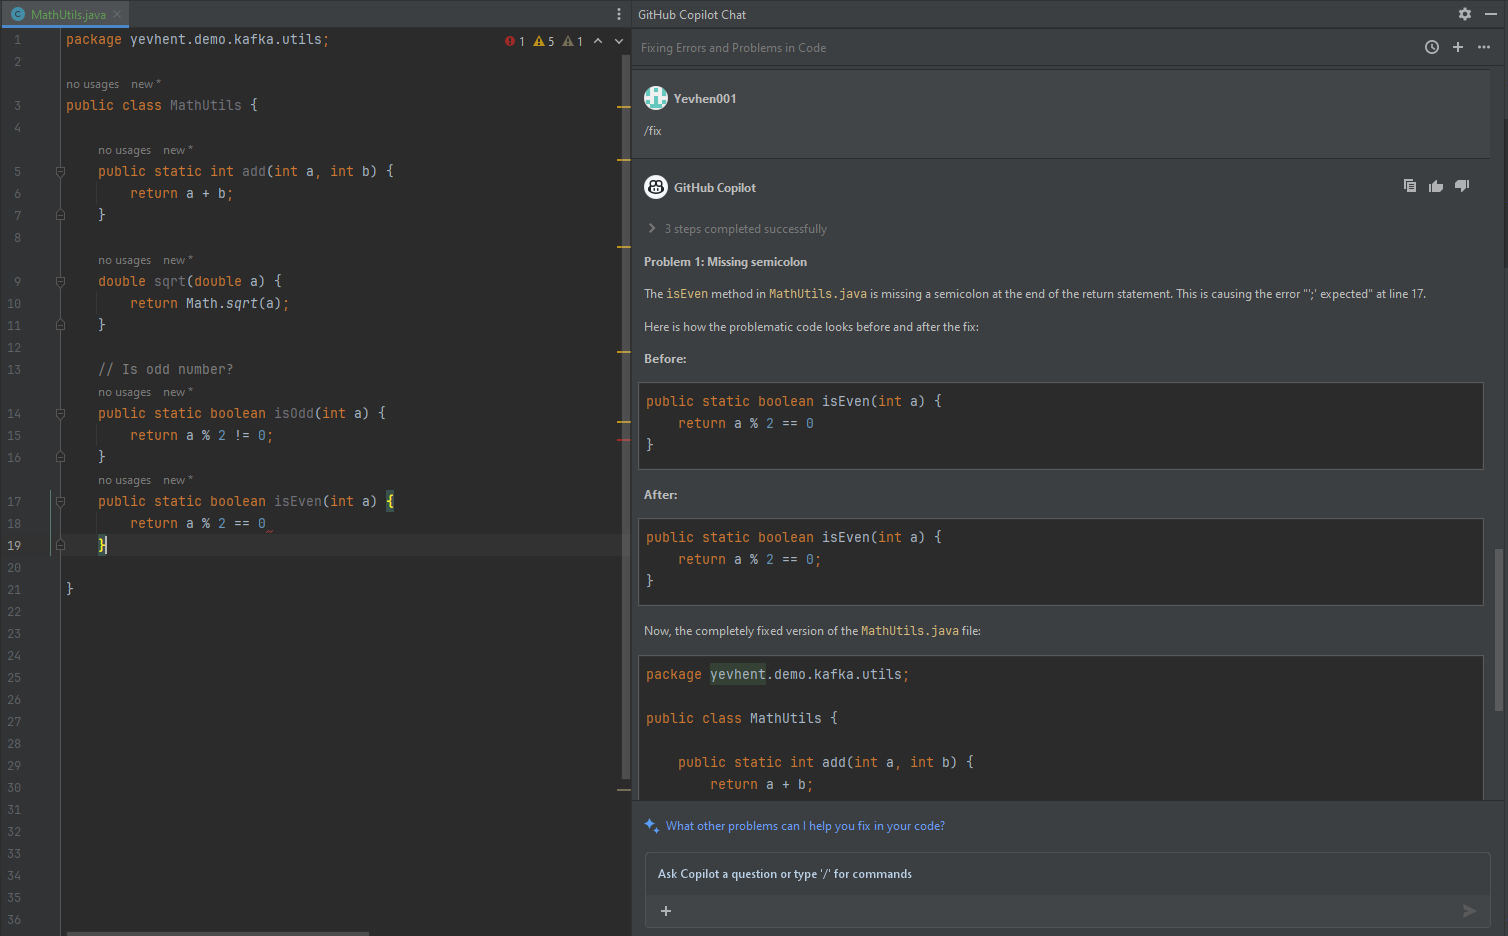 MathUtils.java
1 package yevhent.demo.kafka.utils;
1 5 1
2
no usages new *
3 public class MathUtils {
4
no usages new *
5 public static int add(int a, int b) {
6 return a + b;
7 }
8
no usages new *
9 double sqrt(double a) {
10 return Math.sqrt(a);
11 }
12
13 // Is odd number?
no usages new *
14 public static boolean isOdd(int a) {
15 return a % 2 != 0;
16 }
no usages new *
17 public static boolean isEven(int a) {
18 return a % 2 == 0
19 }
20
21 }
22
23
24
25
26
27
28
29
30
31
32
33
34
35
36
GitHub Copilot Chat
Fixing Errors and Problems in Code
Yevhen001
/fix
GitHub Copilot
3 steps completed successfully
Problem 1: Missing semicolon
The isEven method in MathUtils.java is missing a semicolon at the end of the return statement. This is causing the error "';' expected" at line 17.
Here is how the problematic code looks before and after the fix:
Before:
public static boolean isEven(int a) {
return a % 2 == 0
}
After:
public static boolean isEven(int a) {
return a % 2 == 0;
}
Now, the completely fixed version of the MathUtils.java file:
package yevhent.demo.kafka.utils;
public class MathUtils {
public static int add(int a, int b) {
return a + b;
What other problems can I help you fix in your code?
Ask Copilot a question or type '/' for commands